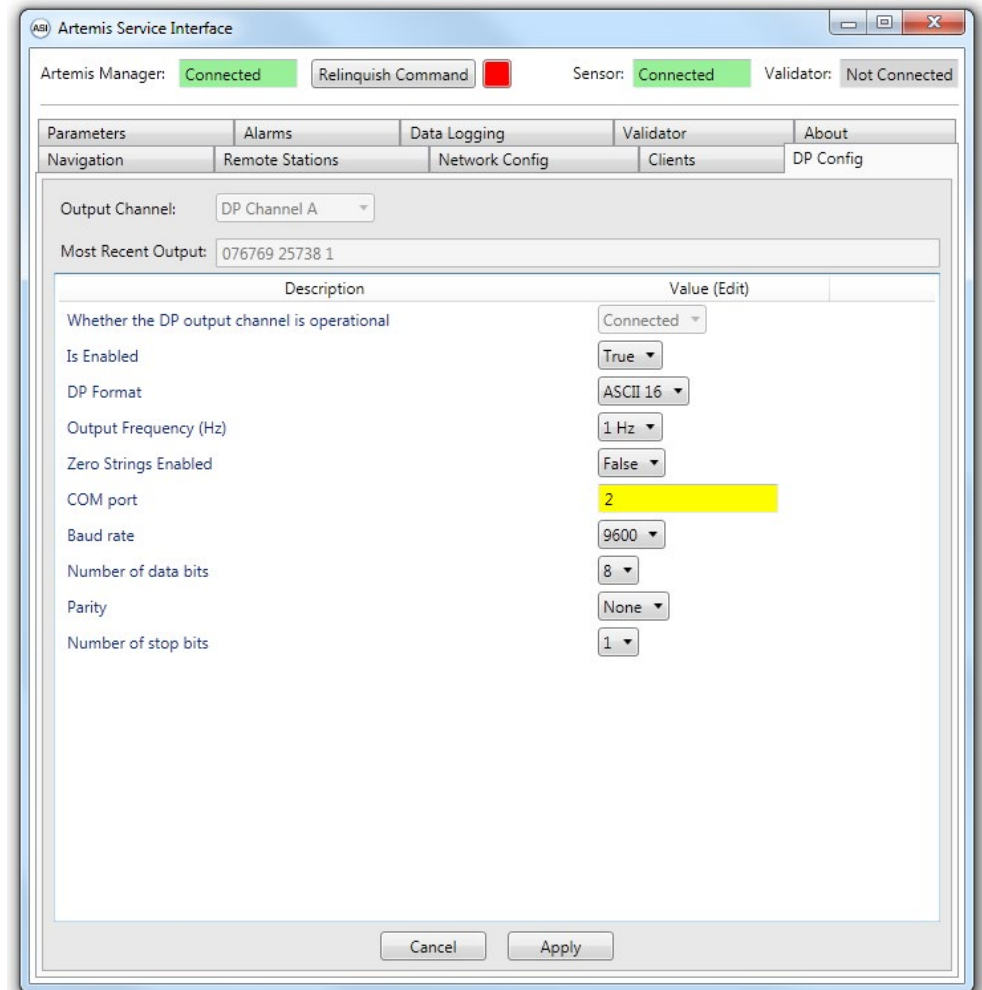 ASI Artemis Service Interface
Artemis Manager: Connected Relinquish Command Sensor: Connected Validator: Not Connected
Parameters Alarms Data Logging Validator About
Navigation Remote Stations Network Config Clients DP Config
Output Channel: DP Channel A
Most Recent Output: 076769 25738 1
Description Value (Edit)
Whether the DP output channel is operational Connected
Is Enabled True
DP Format ASCII 16
Output Frequency (Hz) 1 Hz
Zero Strings Enabled False
COM port 2
Baud rate 9600
Number of data bits 8
Parity None
Number of stop bits 1
Cancel Apply